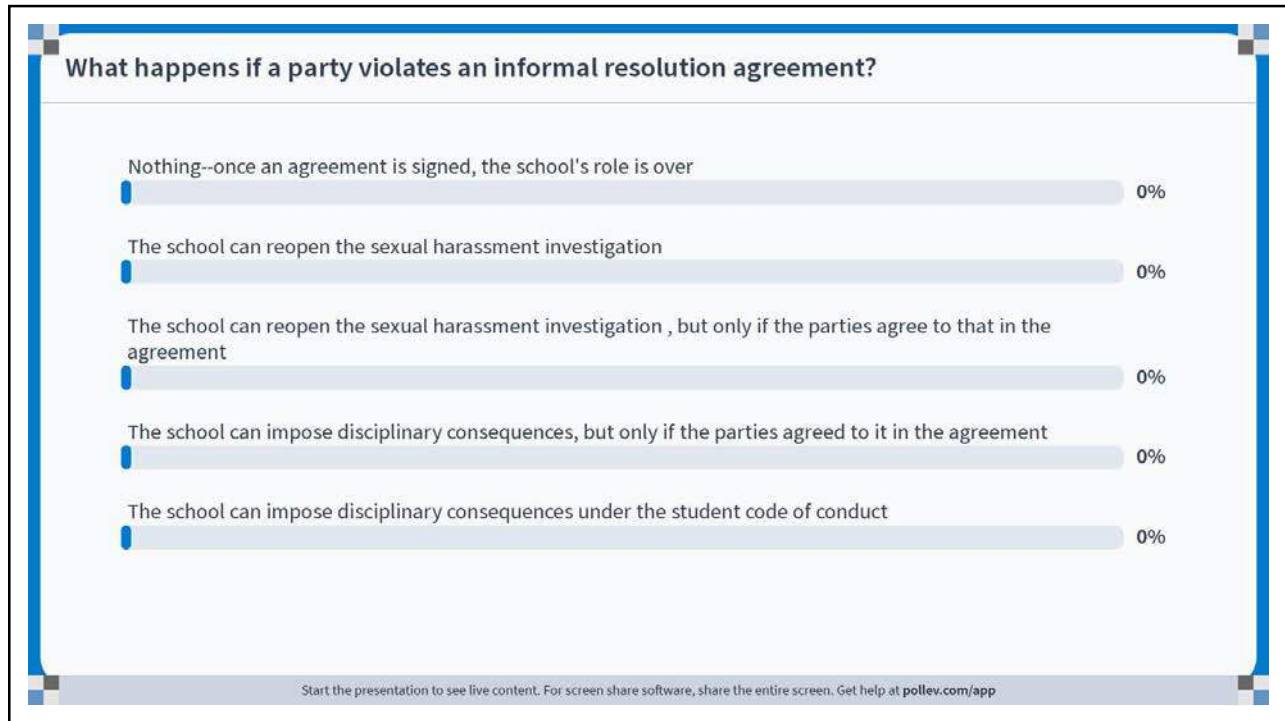 What happens if a party violates an informal resolution agreement?
Nothing--once an agreement is signed, the school's role is over
0%
The school can reopen the sexual harassment investigation
0%
The school can reopen the sexual harassment investigation , but only if the parties agree to that in the
agreement
0%
The school can impose disciplinary consequences, but only if the parties agreed to it in the agreement
0%
The school can impose disciplinary consequences under the student code of conduct
0%
Start the presentation to see live content. For screen share software, share the entire screen. Get help at pollev.com/app